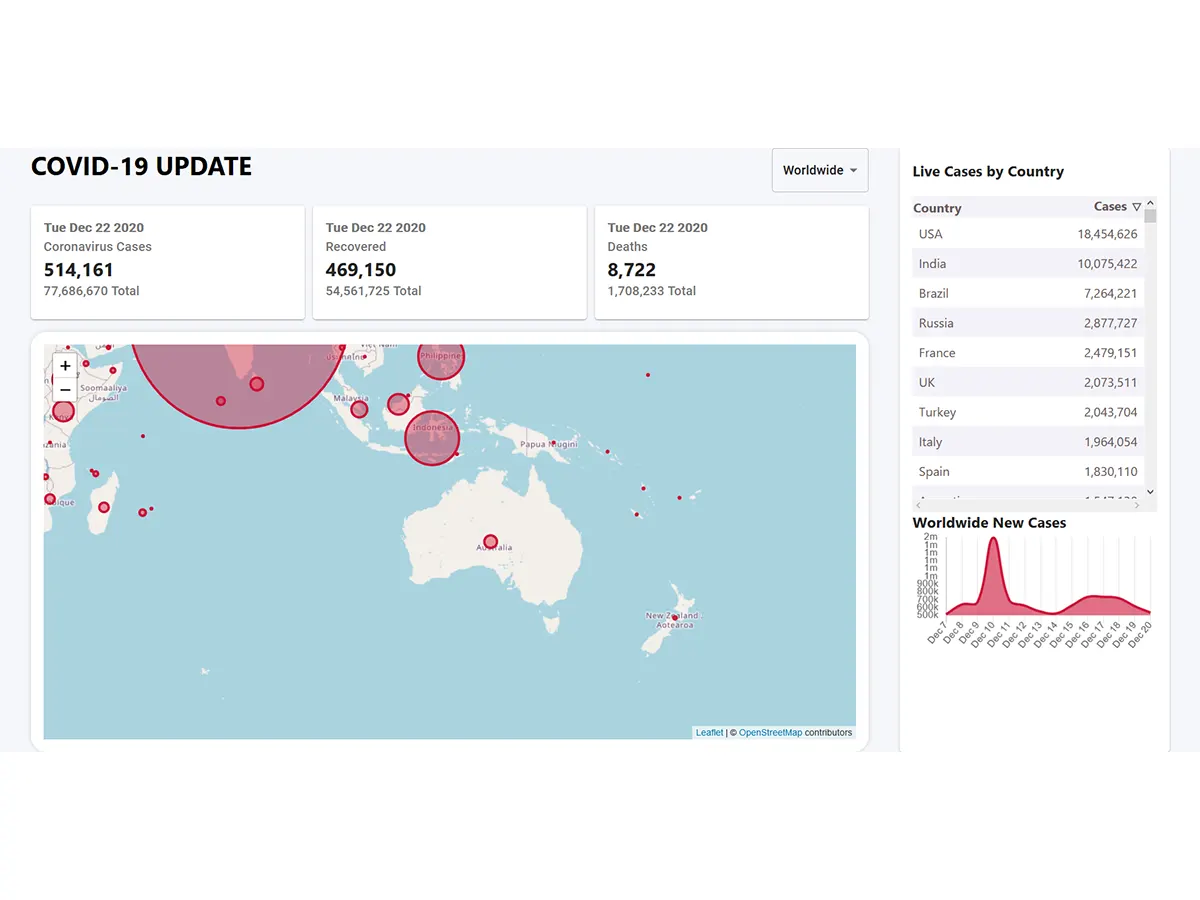 COVID-19 UPDATE
Worldwide
Tue Dec 22 2020
Coronavirus Cases
514,161
77,686,670 Total
Tue Dec 22 2020
Recovered
469,150
54,561,725 Total
Tue Dec 22 2020
Deaths
8,722
1,708,233 Total
+
−
Soomaaliya
الصومال
Kenya
Malaysia
Philippine
Indonesia
Papua Niugini
Australia
New Zealand
Aotearoa
Leaflet | © OpenStreetMap contributors
Live Cases by Country
Country Cases
USA 18,454,626
India 10,075,422
Brazil 7,264,221
Russia 2,877,727
France 2,479,151
UK 2,073,511
Turkey 2,043,704
Italy 1,964,054
Spain 1,830,110
Worldwide New Cases
2m
1m
1m
1m
1m
1m
900k
800k
700k
600k
500k
Dec 7 Dec 8 Dec 9 Dec 10 Dec 11 Dec 12 Dec 13 Dec 14 Dec 15 Dec 16 Dec 17 Dec 18 Dec 19 Dec 20